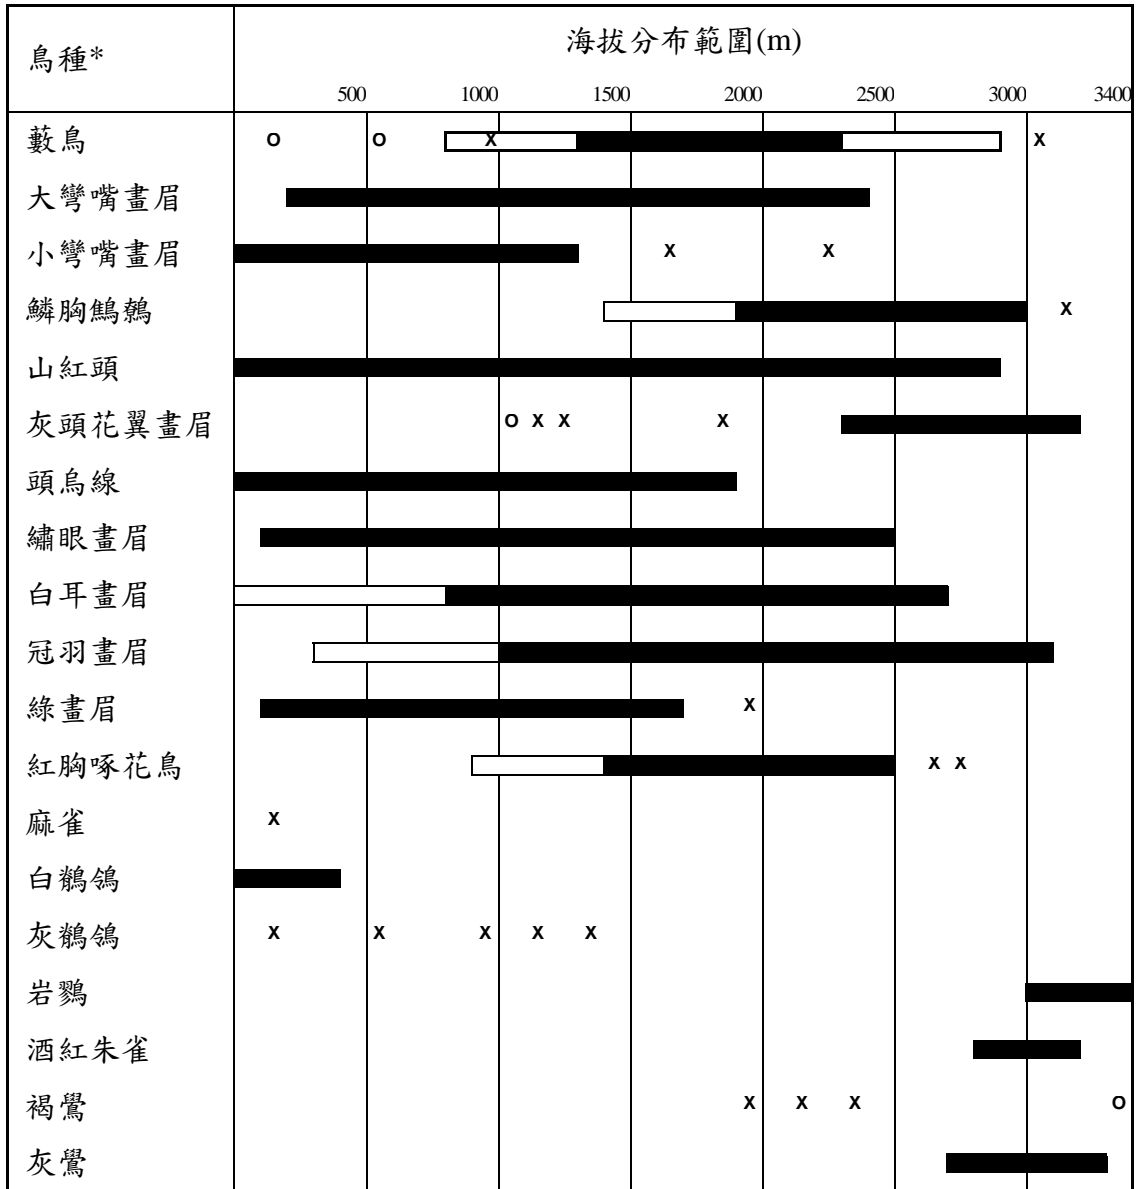 鳥種* 海拔分布範圍(m)
500 1000 1500 2000 2500 3000 3400
藪鳥 O O X X
大彎嘴畫眉
小彎嘴畫眉 X X
鱗胸鷦鷯 X
山紅頭
灰頭花翼畫眉 O X X X
頭烏線
繡眼畫眉
白耳畫眉
冠羽畫眉
綠畫眉 X
紅胸啄花鳥 X X
麻雀 X
白鶺鴒
灰鶺鴒 X X X X X
岩鷚
酒紅朱雀
褐鷽 X X X O
灰鷽